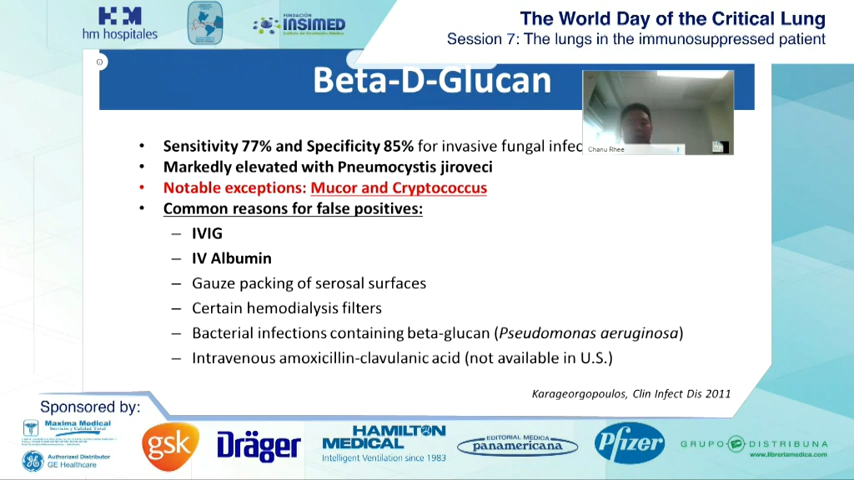 hm hospitales
FUNDACIÓN
INSIMED
The World Day of the Critical Lung
Session 7: The lungs in the immunosuppressed patient
Beta-D-Glucan
Chanu Rhee
• Sensitivity 77% and Specificity 85% for invasive fungal infec
• Markedly elevated with Pneumocystis jiroveci
• Notable exceptions: Mucor and Cryptococcus
• Common reasons for false positives:
– IVIG
– IV Albumin
– Gauze packing of serosal surfaces
– Certain hemodialysis filters
– Bacterial infections containing beta-glucan (Pseudomonas aeruginosa)
– Intravenous amoxicillin-clavulanic acid (not available in U.S.)
Karageorgopoulos, Clin Infect Dis 2011
Sponsored by:
Maxima Medical
Authorized Distributor
GE Healthcare
gsk
Dräger
HAMILTON
MEDICAL
Intelligent Ventilation since 1983
EDITORIAL MEDICA
panamericana
Pfizer
GRUPO DISTRIBUNA
www.libreriamedica.com